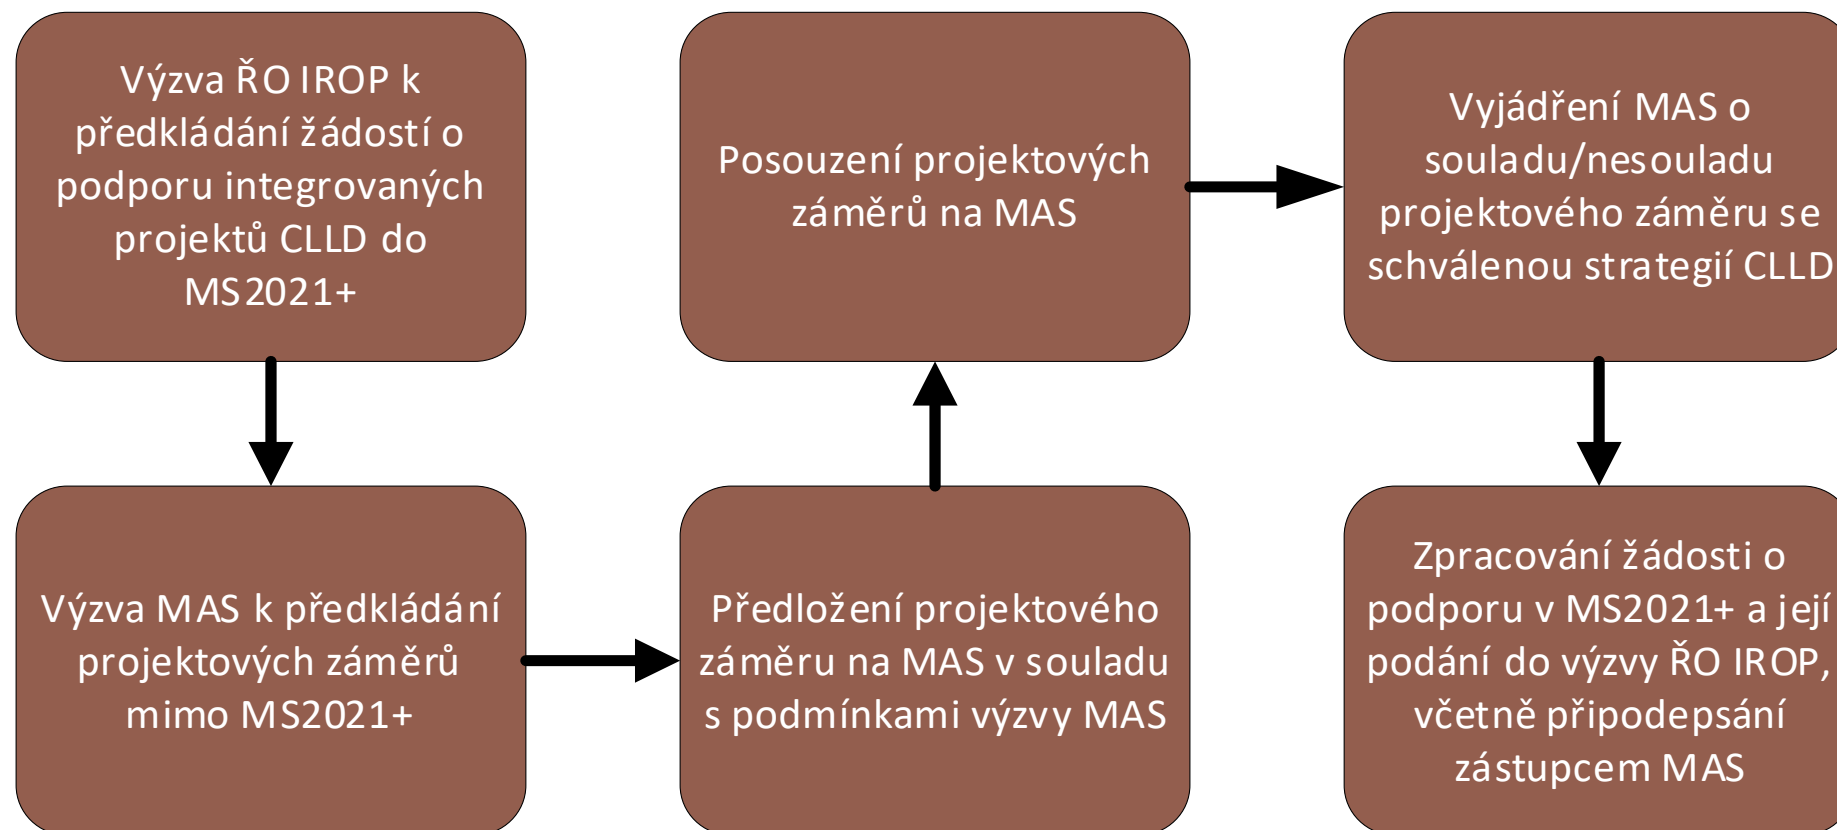 Výzva ŘO IROP k
předkládání žádostí o
podporu integrovaných
projektů CLLD do
MS2021+
Výzva MAS k předkládání
projektových záměrů
mimo MS2021+
Předložení projektového
záměru na MAS v souladu
s podmínkami výzvy MAS
Posouzení projektových
záměrů na MAS
Vyjádření MAS o
souladu/nesouladu
projektového záměru se
schválenou strategií CLLD
Zpracování žádosti o
podporu v MS2021+ a její
podání do výzvy ŘO IROP,
včetně připodepsání
zástupcem MAS